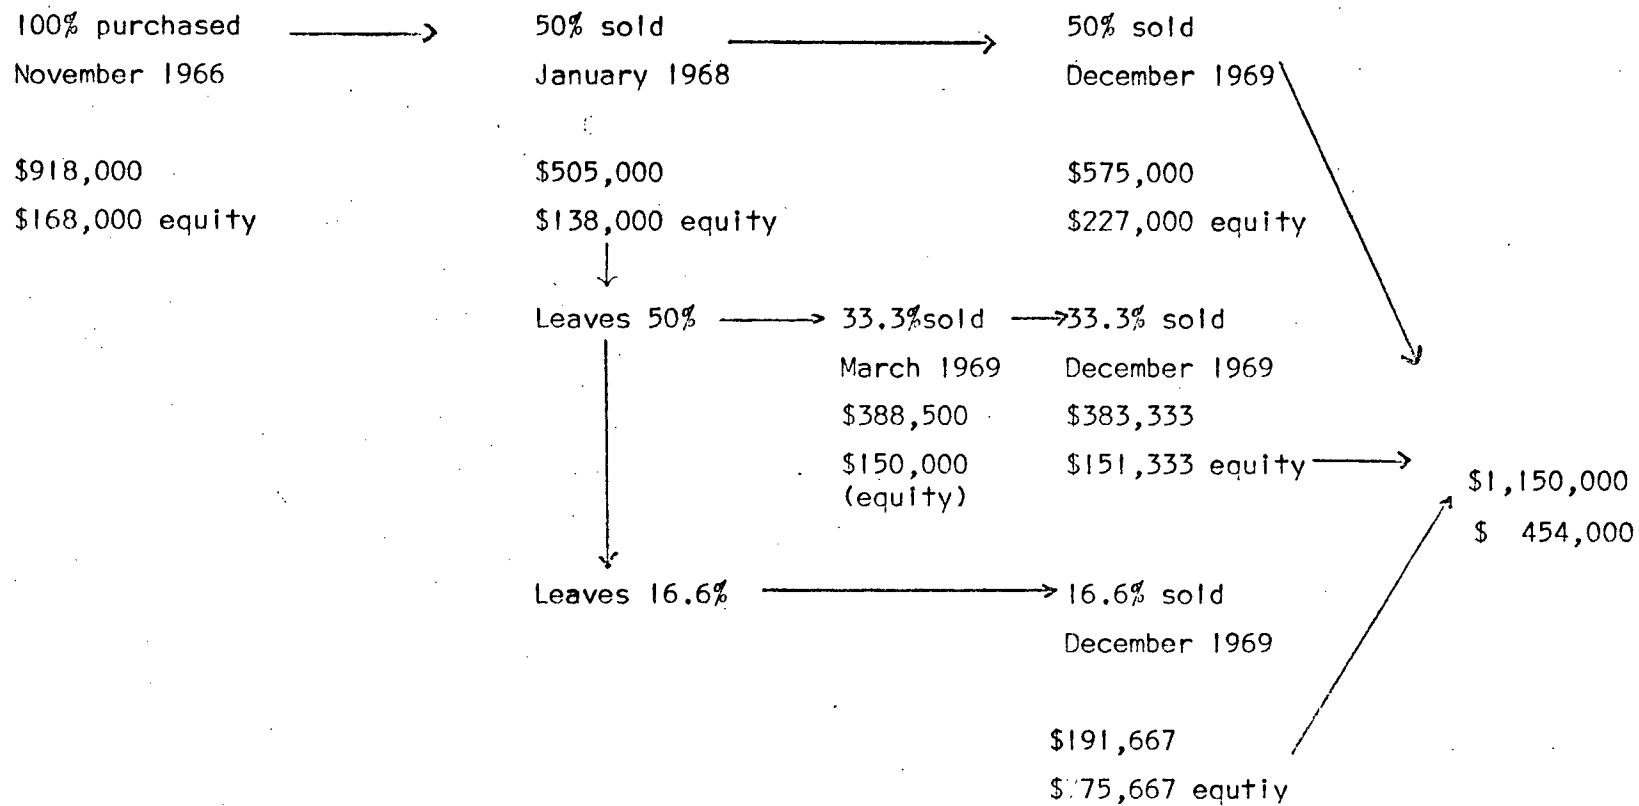 100% purchased
November 1966
$918,000
$168,000 equity
50% sold
January 1968
$505,000
$138,000 equity
50% sold
December 1969
$575,000
$227,000 equity
Leaves 50%
33.3%sold
March 1969
$388,500
$150,000
(equity)
33.3% sold
December 1969
$383,333
$151,333 equity
$1,150,000
$ 454,000
Leaves 16.6%
16.6% sold
December 1969
$191,667
$ 75,667 equtiy